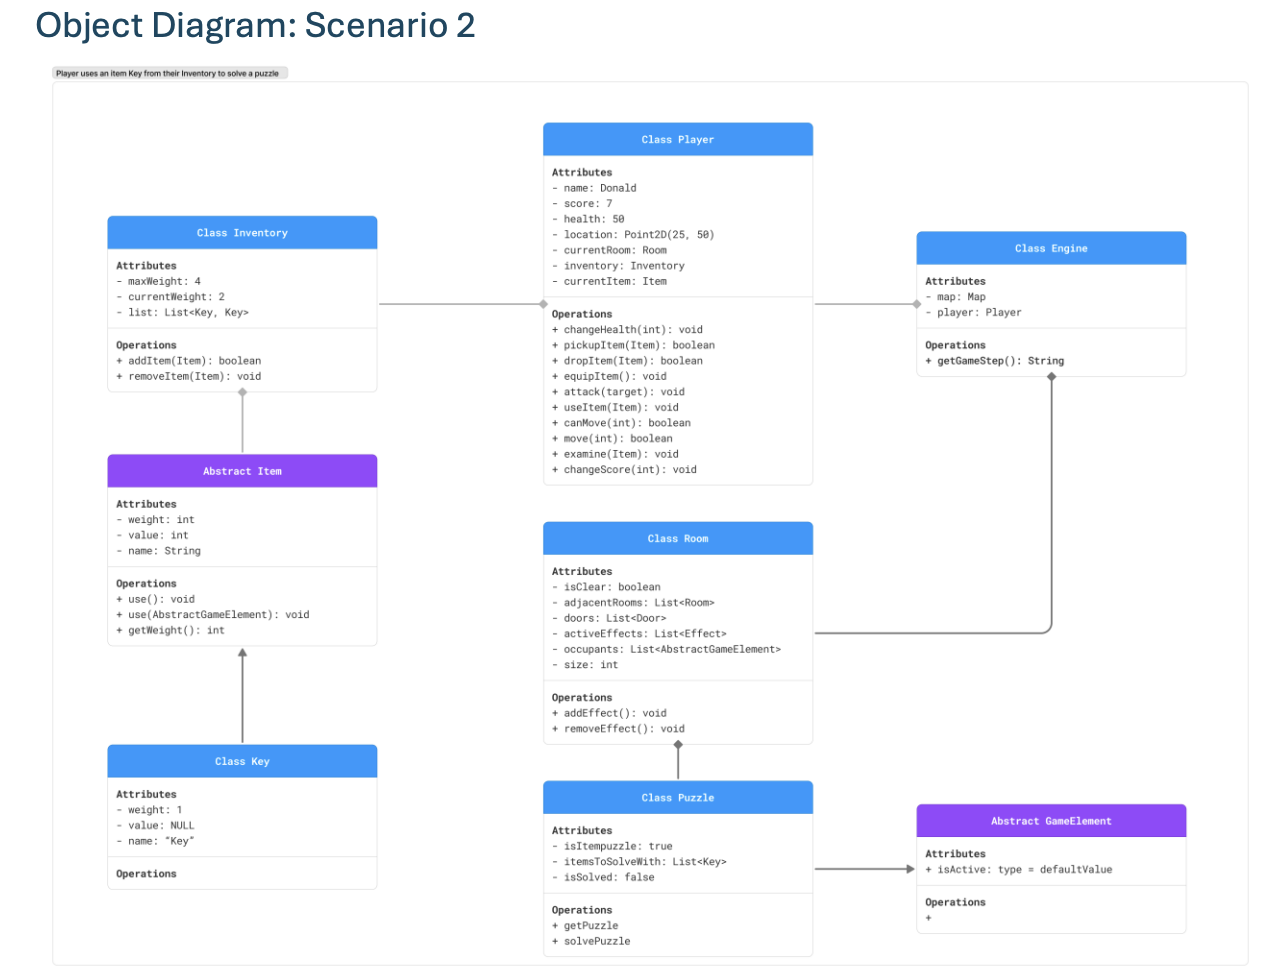 Object Diagram: Scenario 2
Player uses an item Key from their Inventory to solve a puzzle
Class Player
Attributes
- name: Donald
- score: 7
- health: 50
- location: Point2D(25, 50)
- currentRoom: Room
- inventory: Inventory
- currentItem: Item
Operations
+ changeHealth(int): void
+ pickupItem(Item): boolean
+ dropItem(Item): boolean
+ equipItem(): void
+ attack(target): void
+ useItem(Item): void
+ canMove(int): boolean
+ move(int): boolean
+ examine(Item): void
+ changeScore(int): void
Class Inventory
Attributes
- maxWeight: 4
- currentWeight: 2
- list: List<Key, Key>
Operations
+ addItem(Item): boolean
+ removeItem(Item): void
Class Engine
Attributes
- map: Map
- player: Player
Operations
+ getGameStep(): String
Abstract Item
Attributes
- weight: int
- value: int
- name: String
Operations
+ use(): void
+ use(AbstractGameElement): void
+ getWeight(): int
Class Room
Attributes
- isClear: boolean
- adjacentRooms: List<Room>
- doors: List<Door>
- activeEffects: List<Effect>
- occupants: List<AbstractGameElement>
- size: int
Operations
+ addEffect(): void
+ removeEffect(): void
Class Key
Attributes
- weight: 1
- value: NULL
- name: “Key”
Operations
Class Puzzle
Attributes
- isItempuzzle: true
- itemsToSolveWith: List<Key>
- isSolved: false
Operations
+ getPuzzle
+ solvePuzzle
Abstract GameElement
Attributes
+ isActive: type = defaultValue
Operations
+